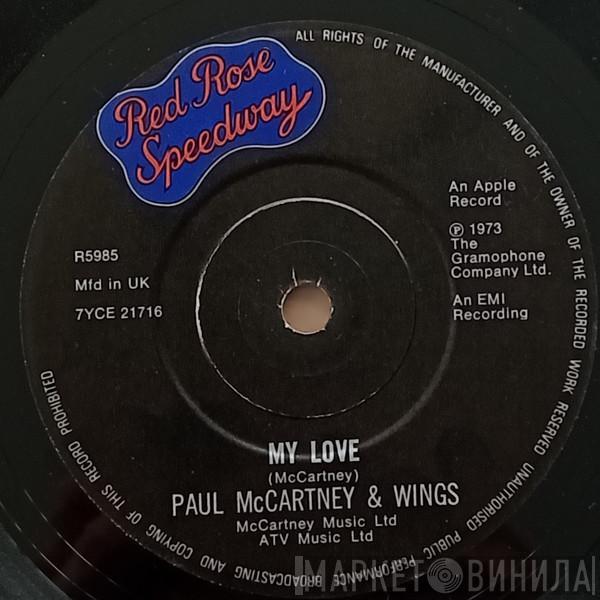 Red Rose
Speedway
ALL RIGHTS OF THE MANUFACTURER AND OF THE OWNER OF THE RECORDED WORK RESERVED UNAUTHORISED PUBLIC PERFORMANCE BROADCASTING AND COPYING OF THIS RECORD PROHIBITED
R5985
Mfd in UK
7YCE 21716
An Apple
Record
℗ 1973
The
Gramophone
Company Ltd.
An EMI
Recording
MY LOVE
(McCartney)
PAUL McCARTNEY & WINGS
McCartney Music Ltd
ATV Music Ltd
МАРКЕТ ВИНИЛА